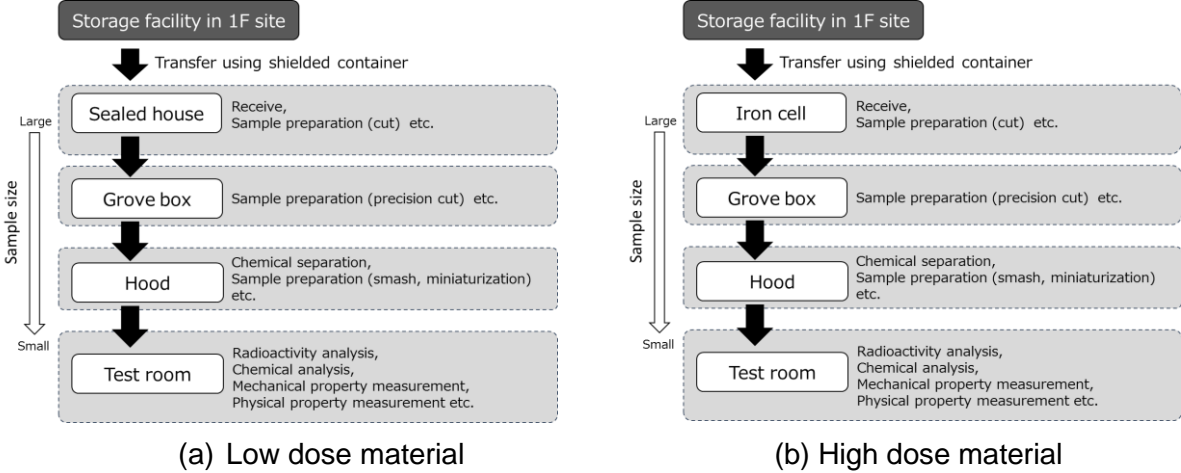 Storage facility in 1F site
Transfer using shielded container
Large
Sample size
Small
Sealed house
Receive,
Sample preparation (cut) etc.
Grove box
Sample preparation (precision cut) etc.
Hood
Chemical separation,
Sample preparation (smash, miniaturization)
etc.
Test room
Radioactivity analysis,
Chemical analysis,
Mechanical property measurement,
Physical property measurement etc.
(a) Low dose material
Storage facility in 1F site
Transfer using shielded container
Large
Sample size
Small
Iron cell
Receive,
Sample preparation (cut) etc.
Grove box
Sample preparation (precision cut) etc.
Hood
Chemical separation,
Sample preparation (smash, miniaturization)
etc.
Test room
Radioactivity analysis,
Chemical analysis,
Mechanical property measurement,
Physical property measurement etc.
(b) High dose material